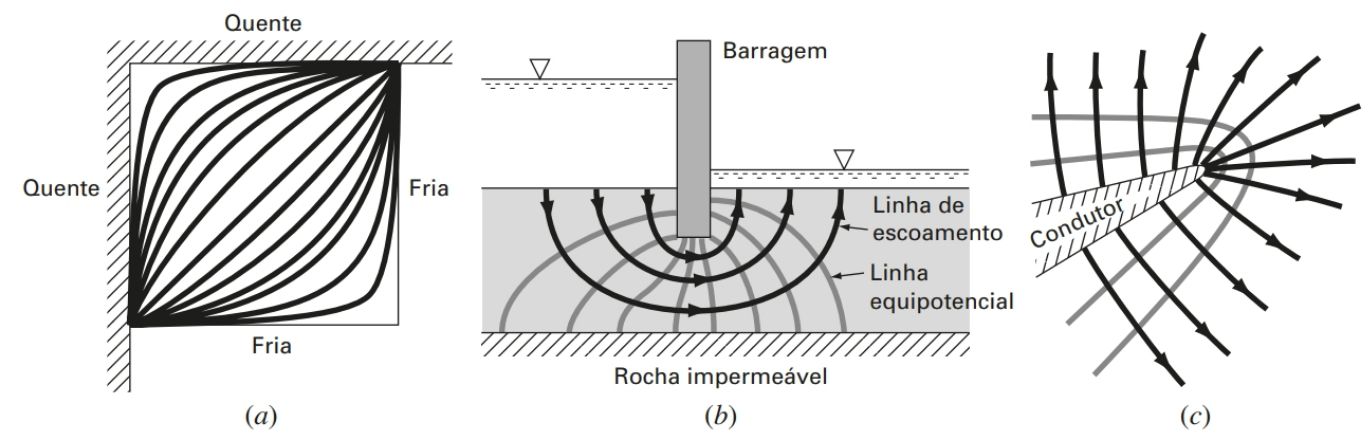 Quente
Quente
Fria
Fria
(a)
Barragem
Linha de
escoamento
Linha
equipotencial
Rocha impermeável
(b)
Condutor
(c)